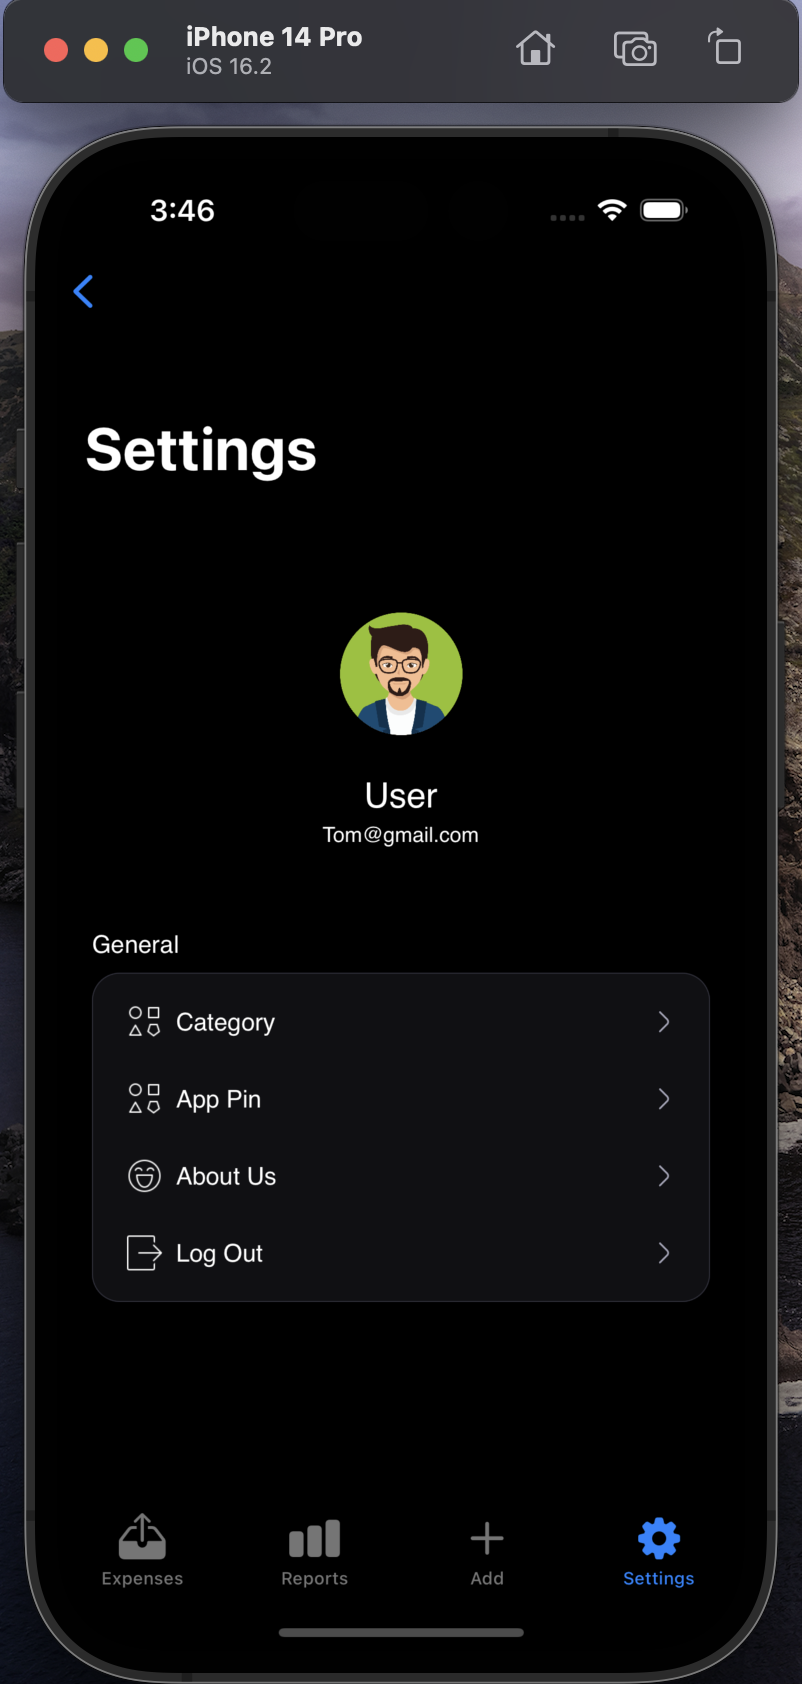 iPhone 14 Pro
iOS 16.2
3:46
Settings
User
Tom@gmail.com
General
Category
App Pin
About Us
Log Out
Expenses
Reports
Add
Settings